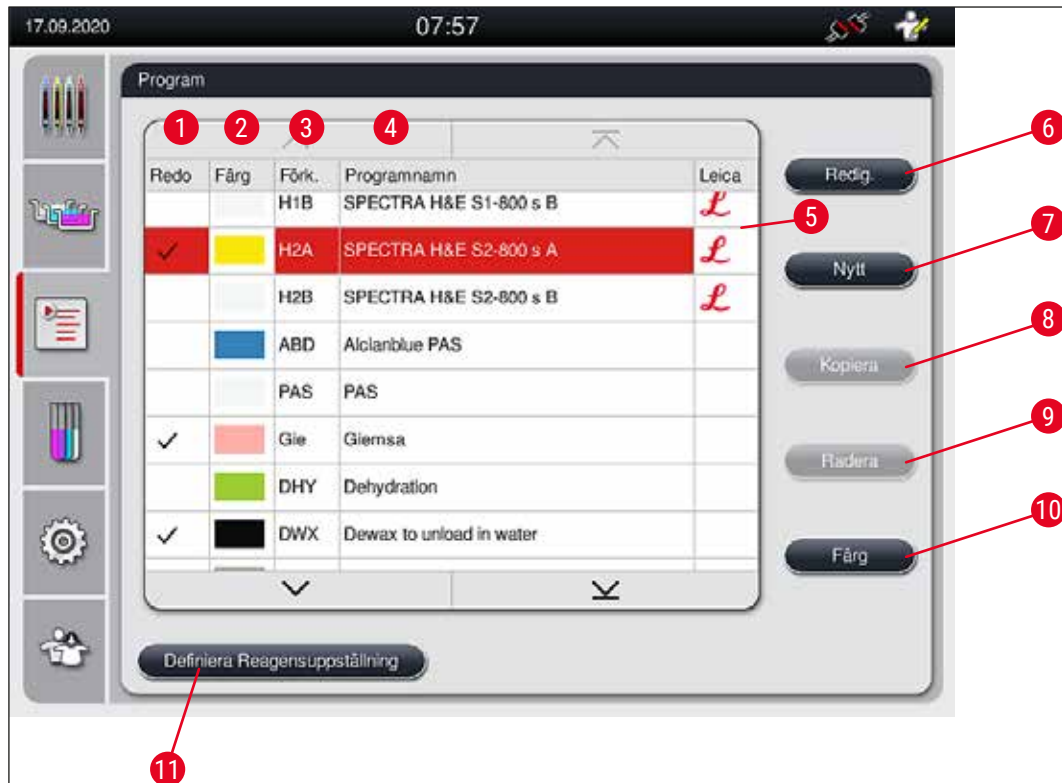 17.09.2020 07:57
Program
1 2 3 4
Redo Färg Förk. Programnamn Leica
H1B SPECTRA H&E S1-800 s B L
H2A SPECTRA H&E S2-800 s A L
H2B SPECTRA H&E S2-800 s B L
ABD Alcianblue PAS
PAS PAS
Gie Giemsa
DHY Dehydration
DWX Dewax to unload in water
Redig.
Nytt
Kopiera
Radera
Färg
Definiera Reagensuppställning
5
6
7
8
9
10
11